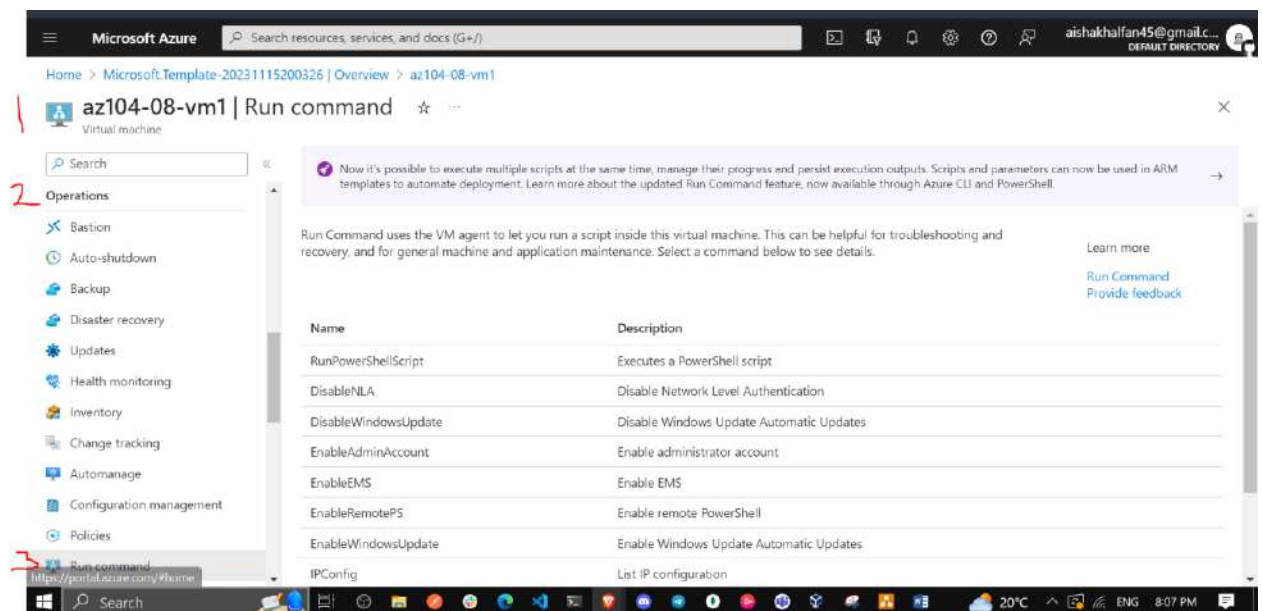 Microsoft Azure
Search resources, services, and docs (G+/)
aishakhalfan45@gmail.c...
DEFAULT DIRECTORY
Home > Microsoft.Template-20231115200326 | Overview > az104-08-vm1
1
az104-08-vm1 | Run command
Virtual machine
Search
Now it's possible to execute multiple scripts at the same time, manage their progress and persist execution outputs. Scripts and parameters can now be used in ARM
templates to automate deployment. Learn more about the updated Run Command feature, now available through Azure CLI and PowerShell.
2
Operations
Bastion
Auto-shutdown
Backup
Disaster recovery
Updates
Health monitoring
Inventory
Change tracking
Automanage
Configuration management
Policies
3
Run command
https://portal.azure.com/#home
Run Command uses the VM agent to let you run a script inside this virtual machine. This can be helpful for troubleshooting and
recovery, and for general machine and application maintenance. Select a command below to see details.
Learn more
Run Command
Provide feedback
Name Description
RunPowerShellScript Executes a PowerShell script
DisableNLA Disable Network Level Authentication
DisableWindowsUpdate Disable Windows Update Automatic Updates
EnableAdminAccount Enable administrator account
EnableEMS Enable EMS
EnableRemotePS Enable remote PowerShell
EnableWindowsUpdate Enable Windows Update Automatic Updates
IPConfig List IP configuration
Search
20°C ENG 8:07 PM